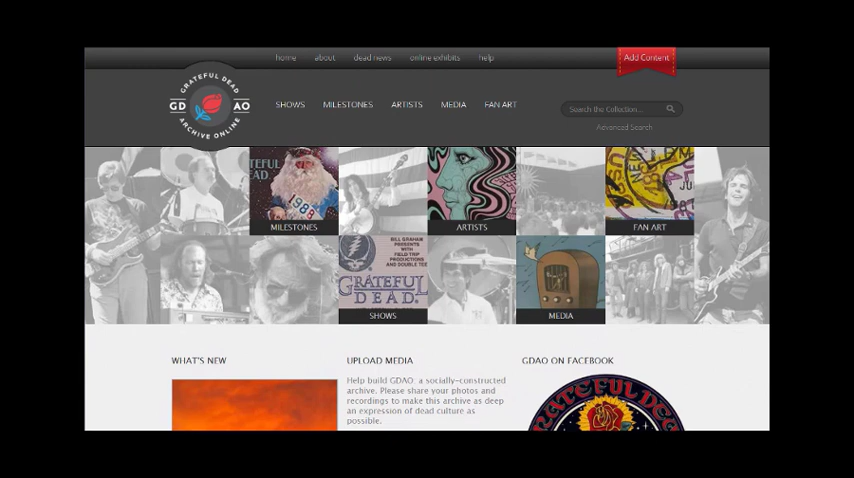 home about dead news online exhibits help Add Content
GRATEFUL DEAD
GD AO
ARCHIVE ONLINE
SHOWS MILESTONES ARTISTS MEDIA FAN ART
Search the Collection...
Advanced Search
1988
MILESTONES
ARTISTS
FAN ART
BILL GRAHAM
PRESENTS
WITH
FIELD TRIP
PRODUCTIONS
AND DOUBLE TEE
GRATEFUL
DEAD.
SHOWS
MEDIA
WHAT'S NEW
UPLOAD MEDIA
Help build GDAO: a socially-constructed
archive. Please share your photos and
recordings to make this archive as deep
an expression of dead culture as
possible.
GDAO ON FACEBOOK
GRATEFUL DEAD